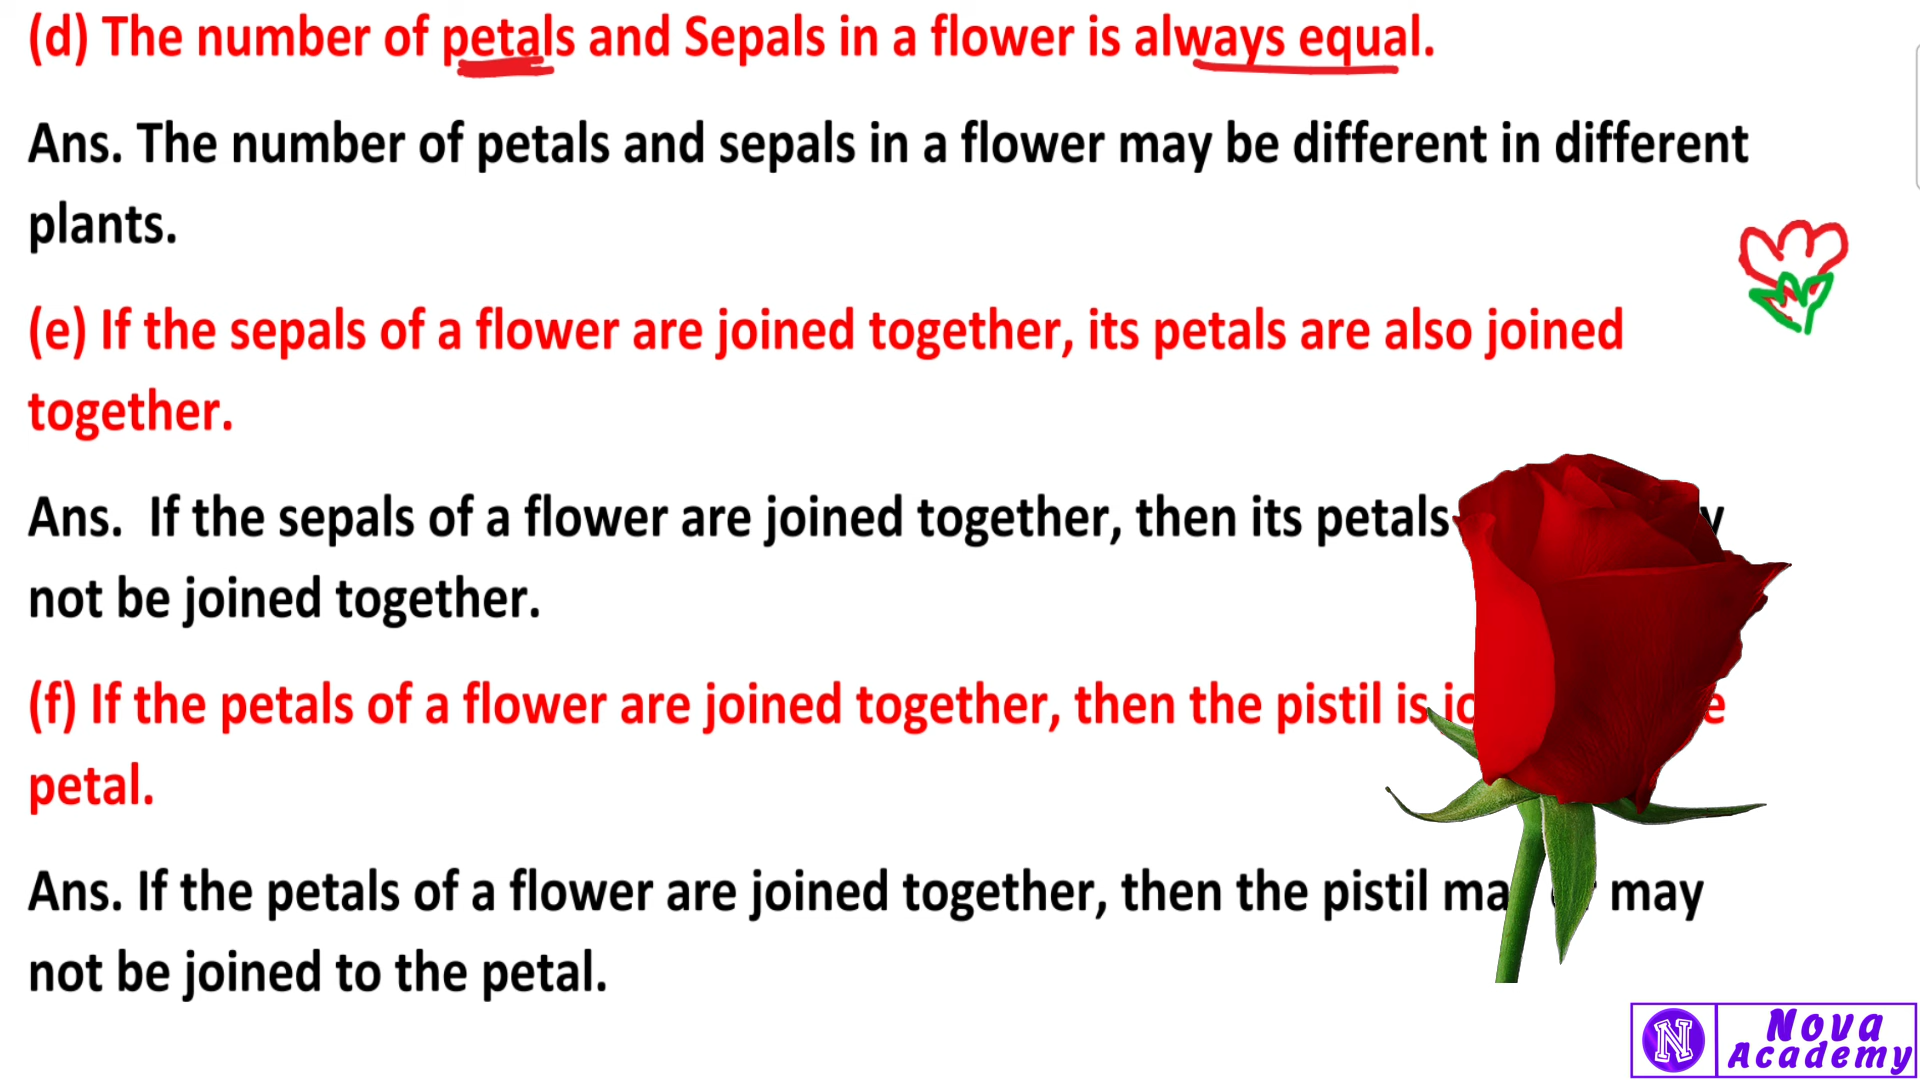 (d) The number of petals and Sepals in a flower is always equal.
Ans. The number of petals and sepals in a flower may be different in different
plants.
(e) If the sepals of a flower are joined together, its petals are also joined
together.
Ans. If the sepals of a flower are joined together, then its petals
not be joined together.
(f) If the petals of a flower are joined together, then the pistil is
petal.
Ans. If the petals of a flower are joined together, then the pistil may
not be joined to the petal.
N Nova
Academy